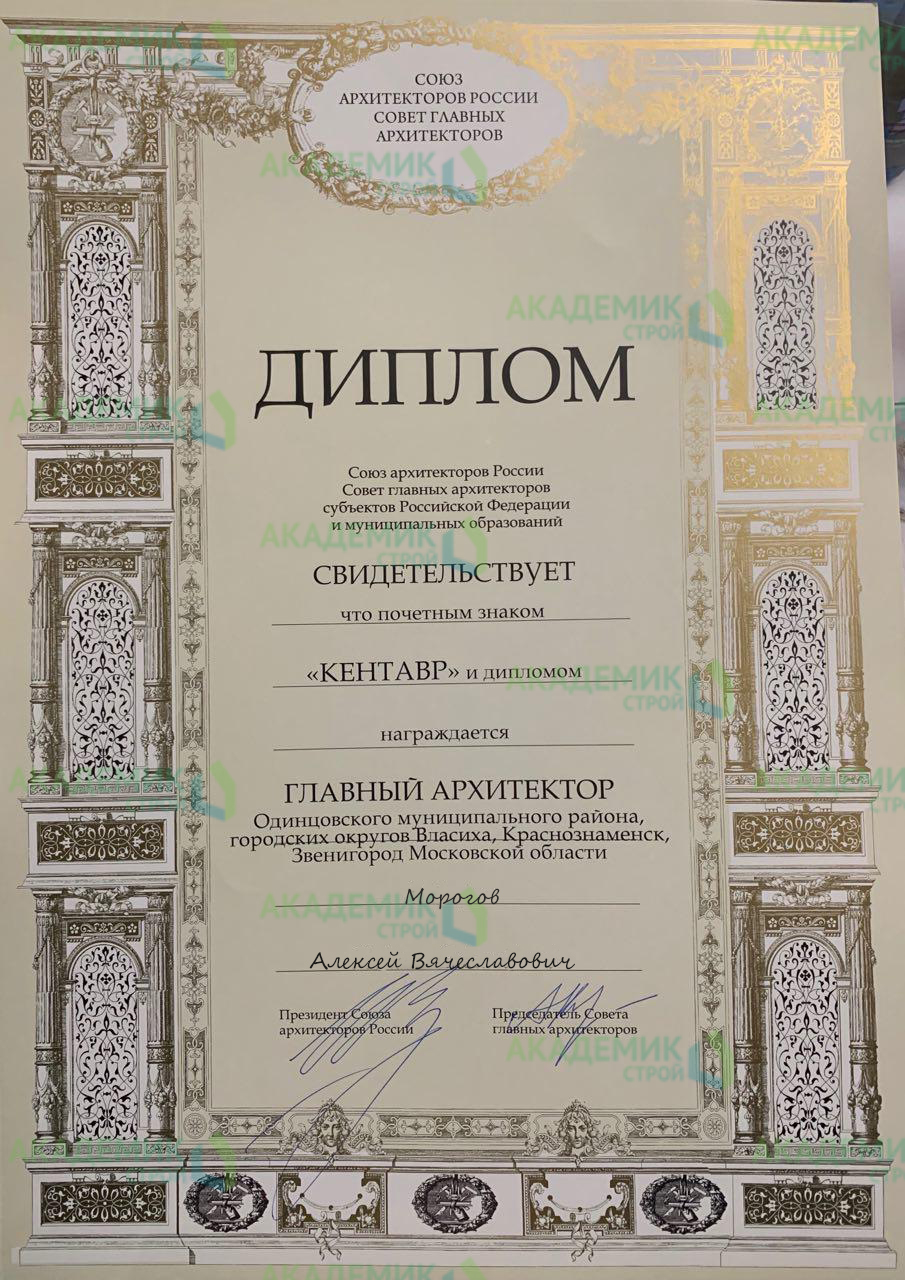 СОЮЗ
АРХИТЕКТОРОВ РОССИИ
СОВЕТ ГЛАВНЫХ
АРХИТЕКТОРОВ
ДИПЛОМ
Союз архитекторов России
Совет главных архитекторов
субъектов Российской Федерации
и муниципальных образований
СВИДЕТЕЛЬСТВУЕТ
что почетным знаком
«КЕНТАВР» и дипломом
награждается
ГЛАВНЫЙ АРХИТЕКТОР
Одинцовского муниципального района,
городских округов Власиха, Краснознаменск,
Звенигород Московской области
Морогов
Алексей Вячеславович
Президент Союза
архитекторов России
Председатель Совета
главных архитекторов
АКАДЕМИК
СТРОЙ